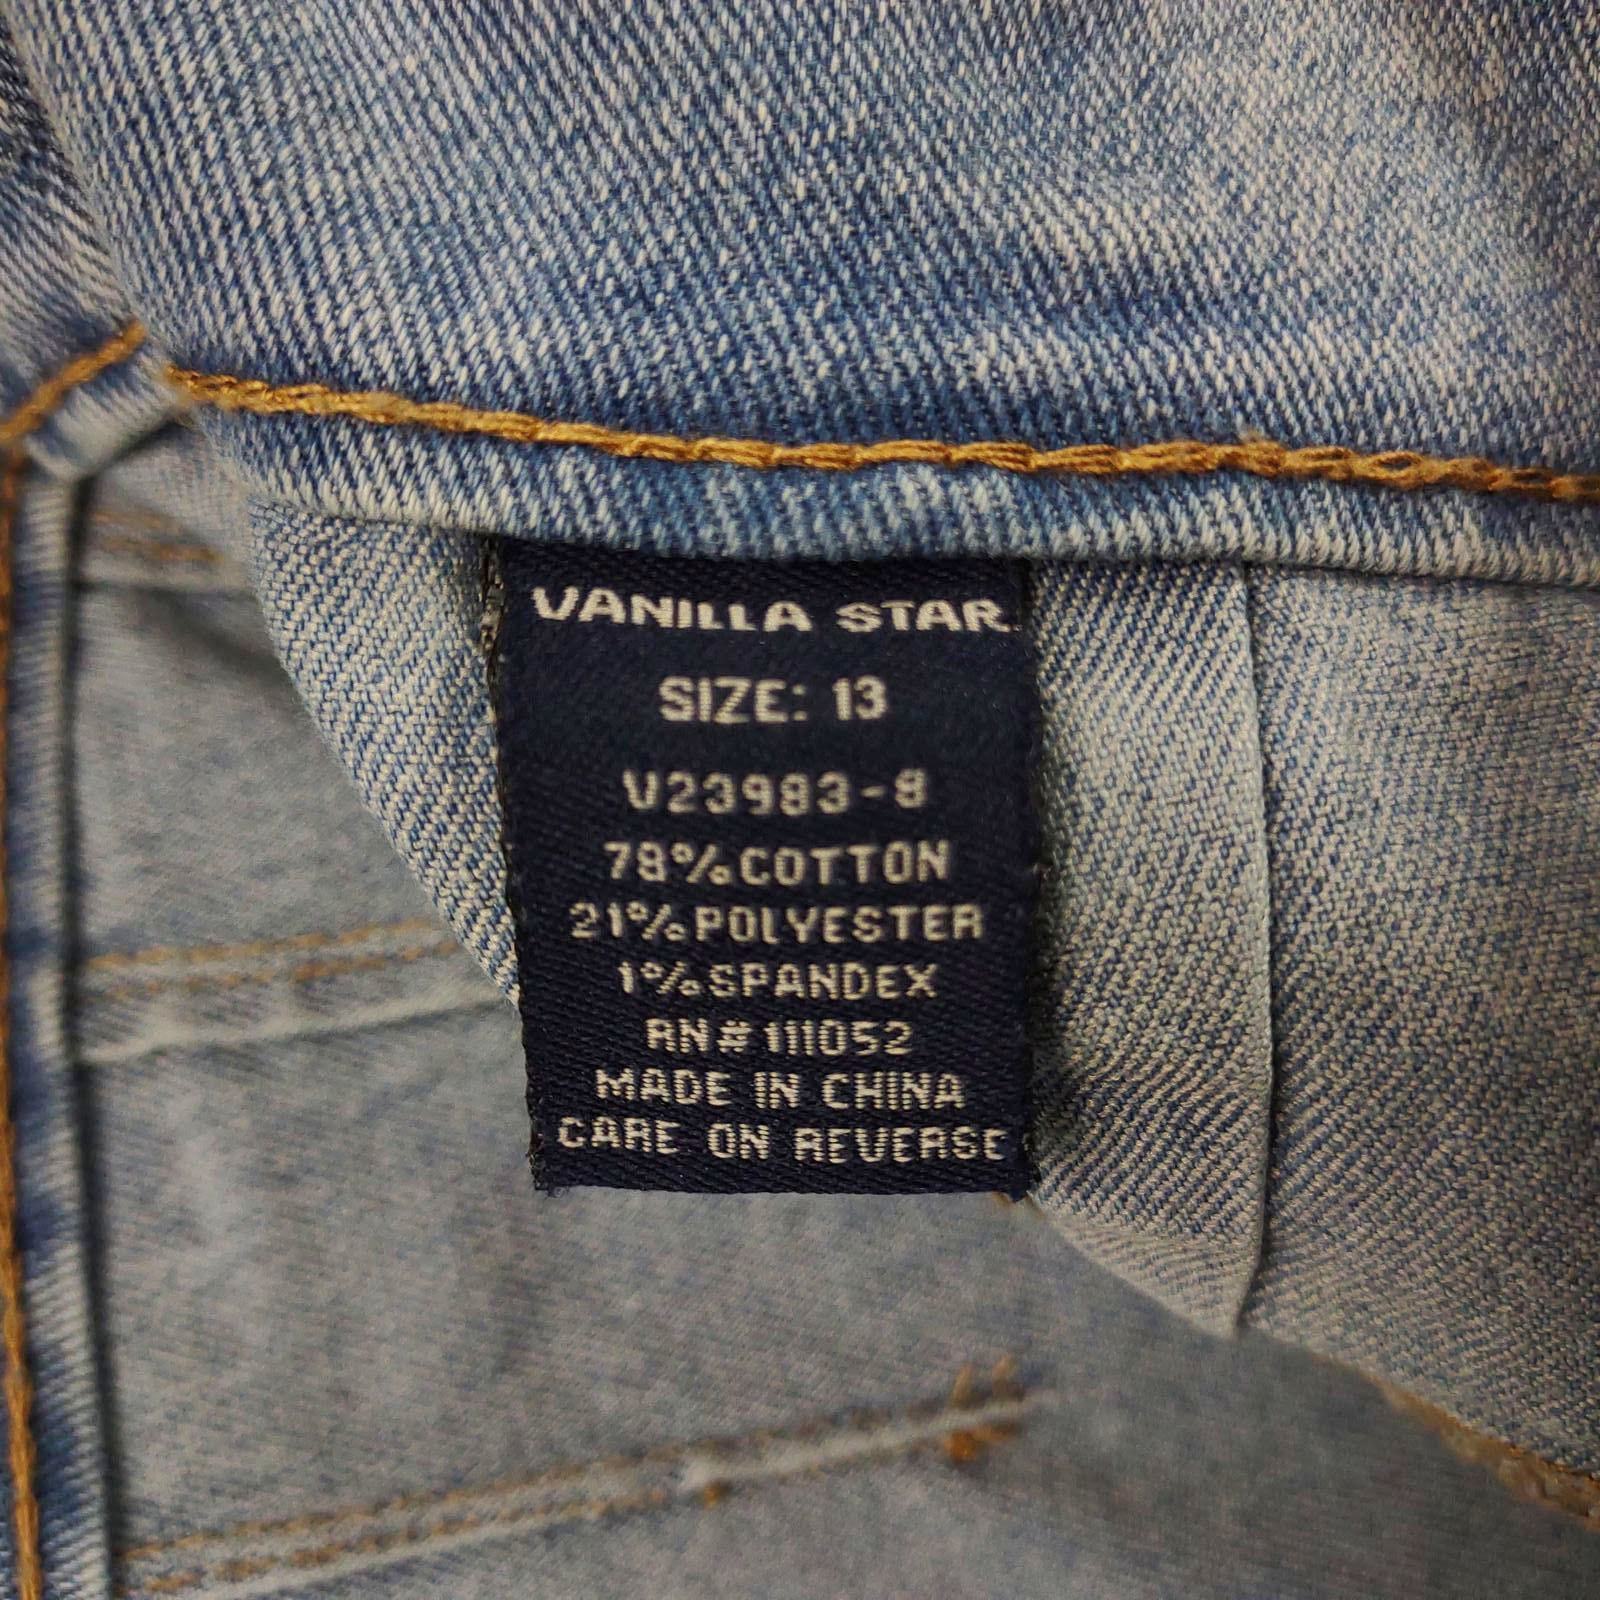 VANILLA STAR
SIZE: 13
V23983-8
78%COTTON
21%POLYESTER
1%SPANDEX
RN#111052
MADE IN CHINA
CARE ON REVERSE